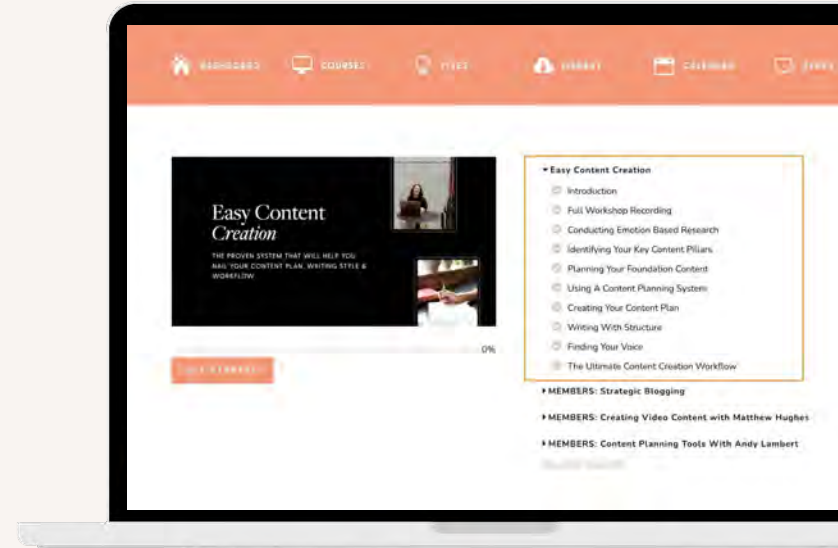 COURSES
Easy Content
Creation
THE PROVEN SYSTEM THAT WILL HELP YOU
NAIL YOUR CONTENT PLAN, WRITING STYLE &
WORKFLOW
0%
Easy Content Creation
Introduction
Full Workshop Recording
Conducting Emotion Based Research
Identifying Your Key Content Pillars
Planning Your Foundation Content
Using A Content Planning System
Creating Your Content Plan
Writing With Structure
Finding Your Voice
The Ultimate Content Creation Workflow
MEMBERS: Strategic Blogging
MEMBERS: Creating Video Content with Matthew Hughes
MEMBERS: Content Planning Tools With Andy Lambert